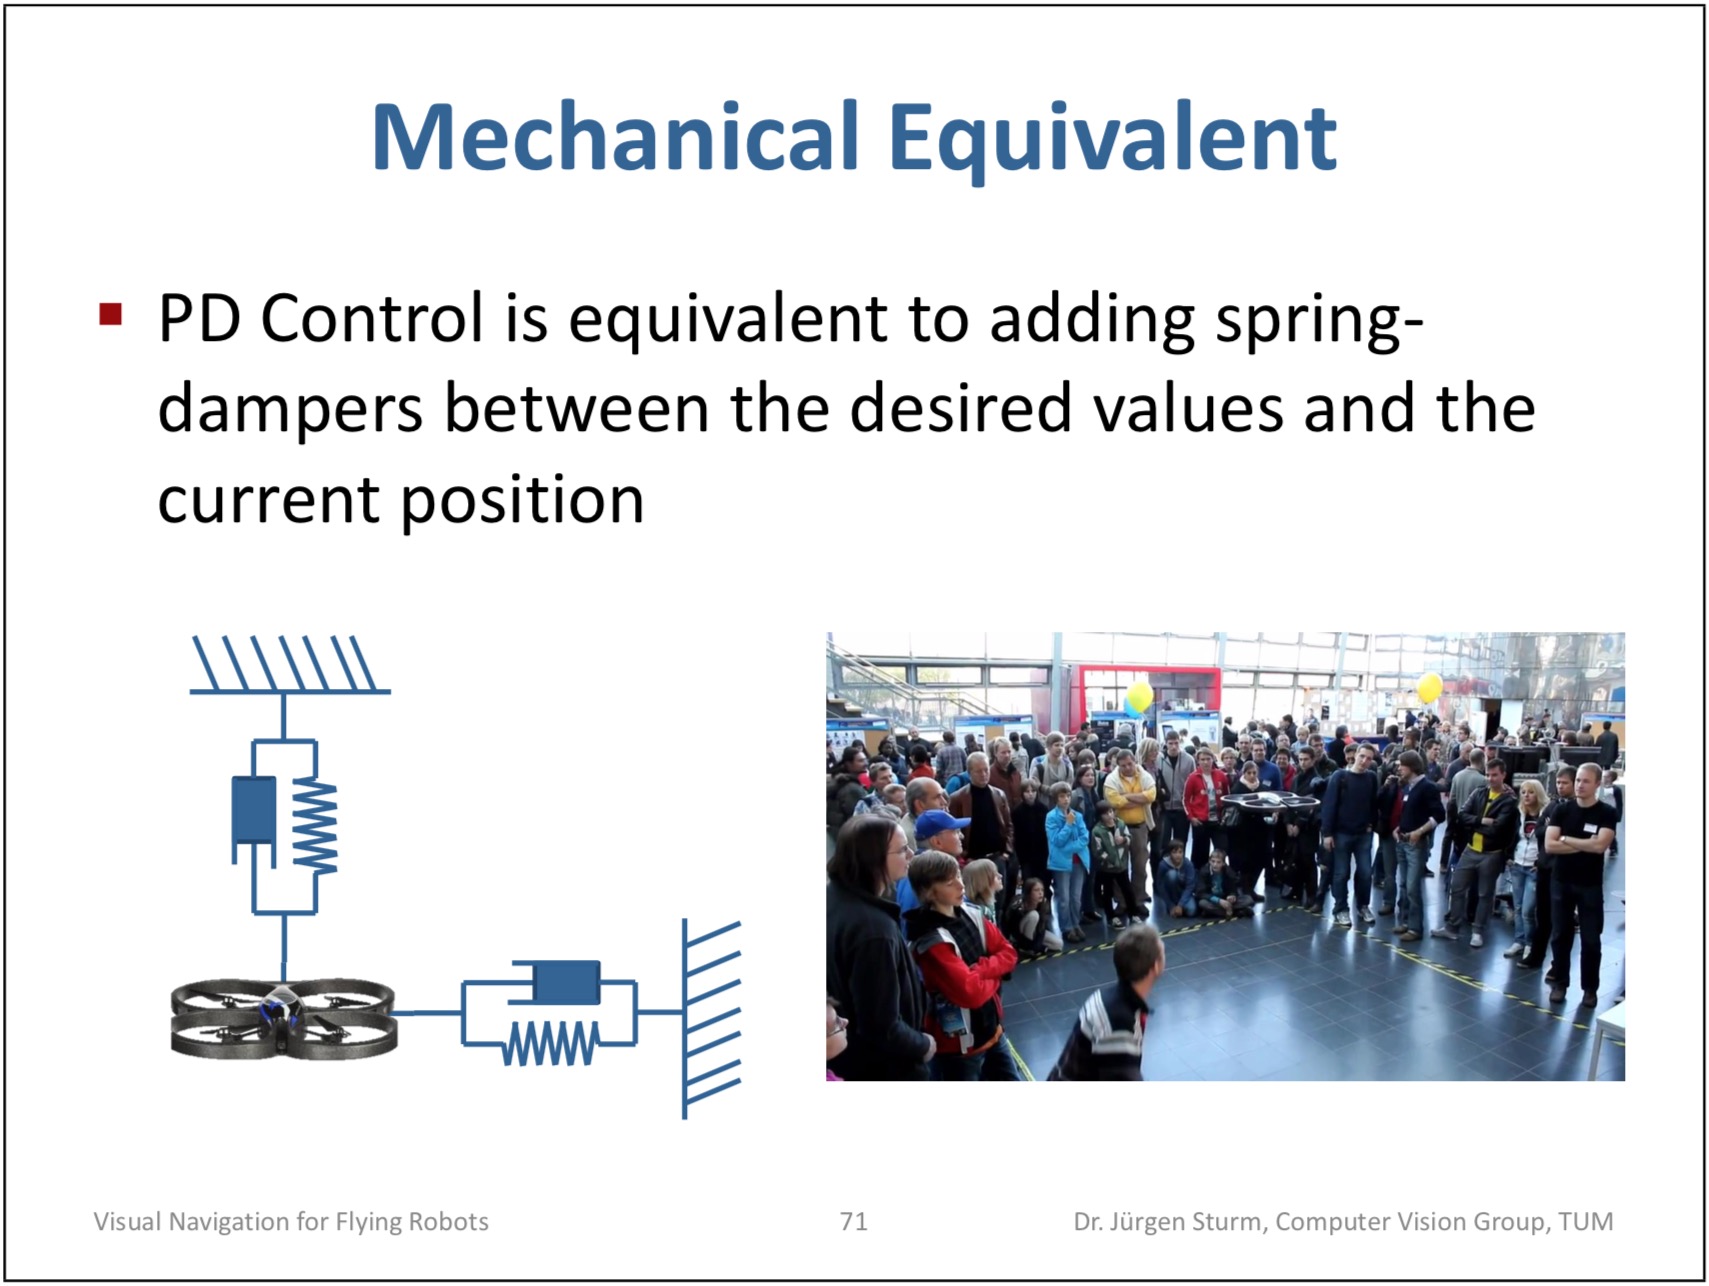 Mechanical Equivalent
PD Control is equivalent to adding spring-
dampers between the desired values and the
current position
Visual Navigation for Flying Robots
71
Dr. Jürgen Sturm, Computer Vision Group, TUM